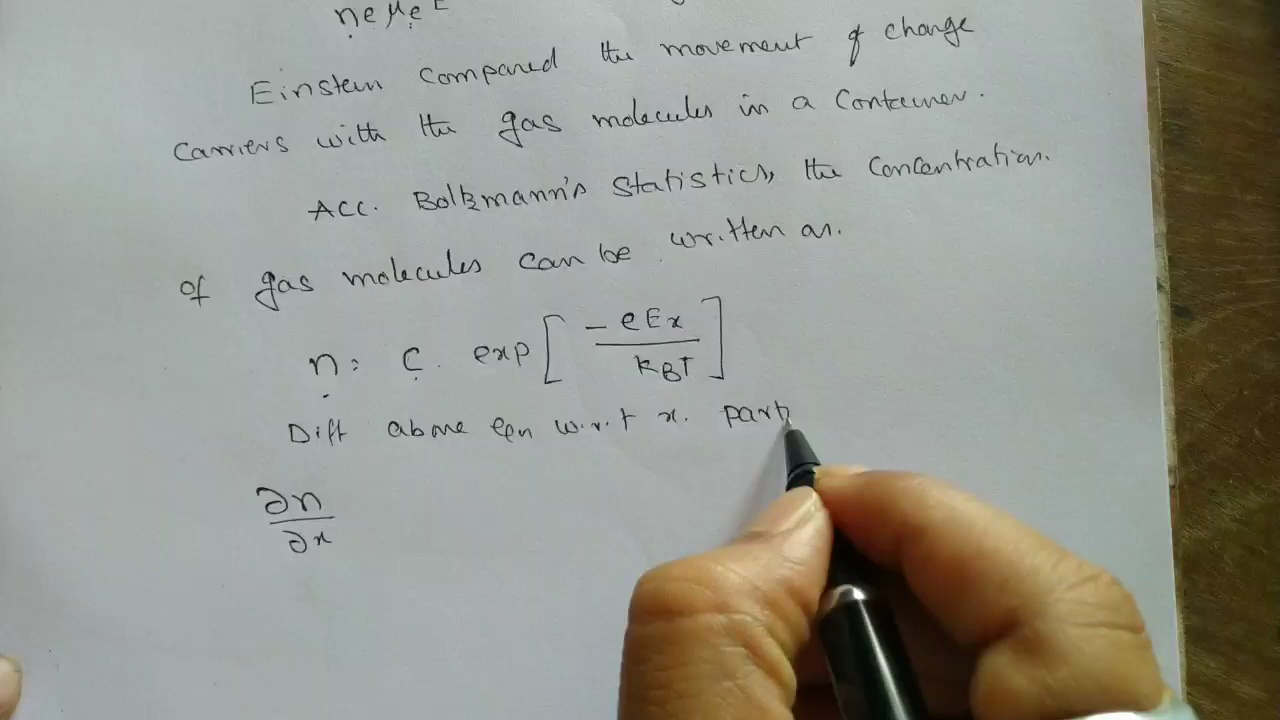 neμeE
Einstein Compared the movement of change
Carriers with the gas molecules in a Container.
Acc. Boltzmann's Statistics, the Concentration.
of gas molecules can be written as.
n = C. exp[-eEx / kBT]
Diff above eqn w.r.t x. parti
∂n/∂x